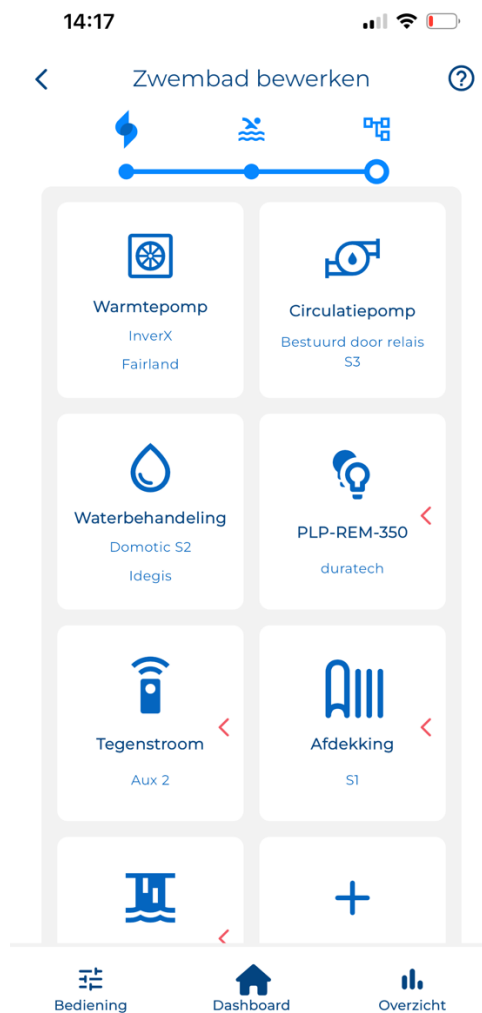 14:17
Zwembad bewerken
Warmtepomp
InverX
Fairland
Circulatiepomp
Bestuurd door relais
S3
Waterbehandeling
Domotic S2
Idegis
PLP-REM-350
duratech
Tegenstroom
Aux 2
Afdekking
S1
Bediening
Dashboard
Overzicht